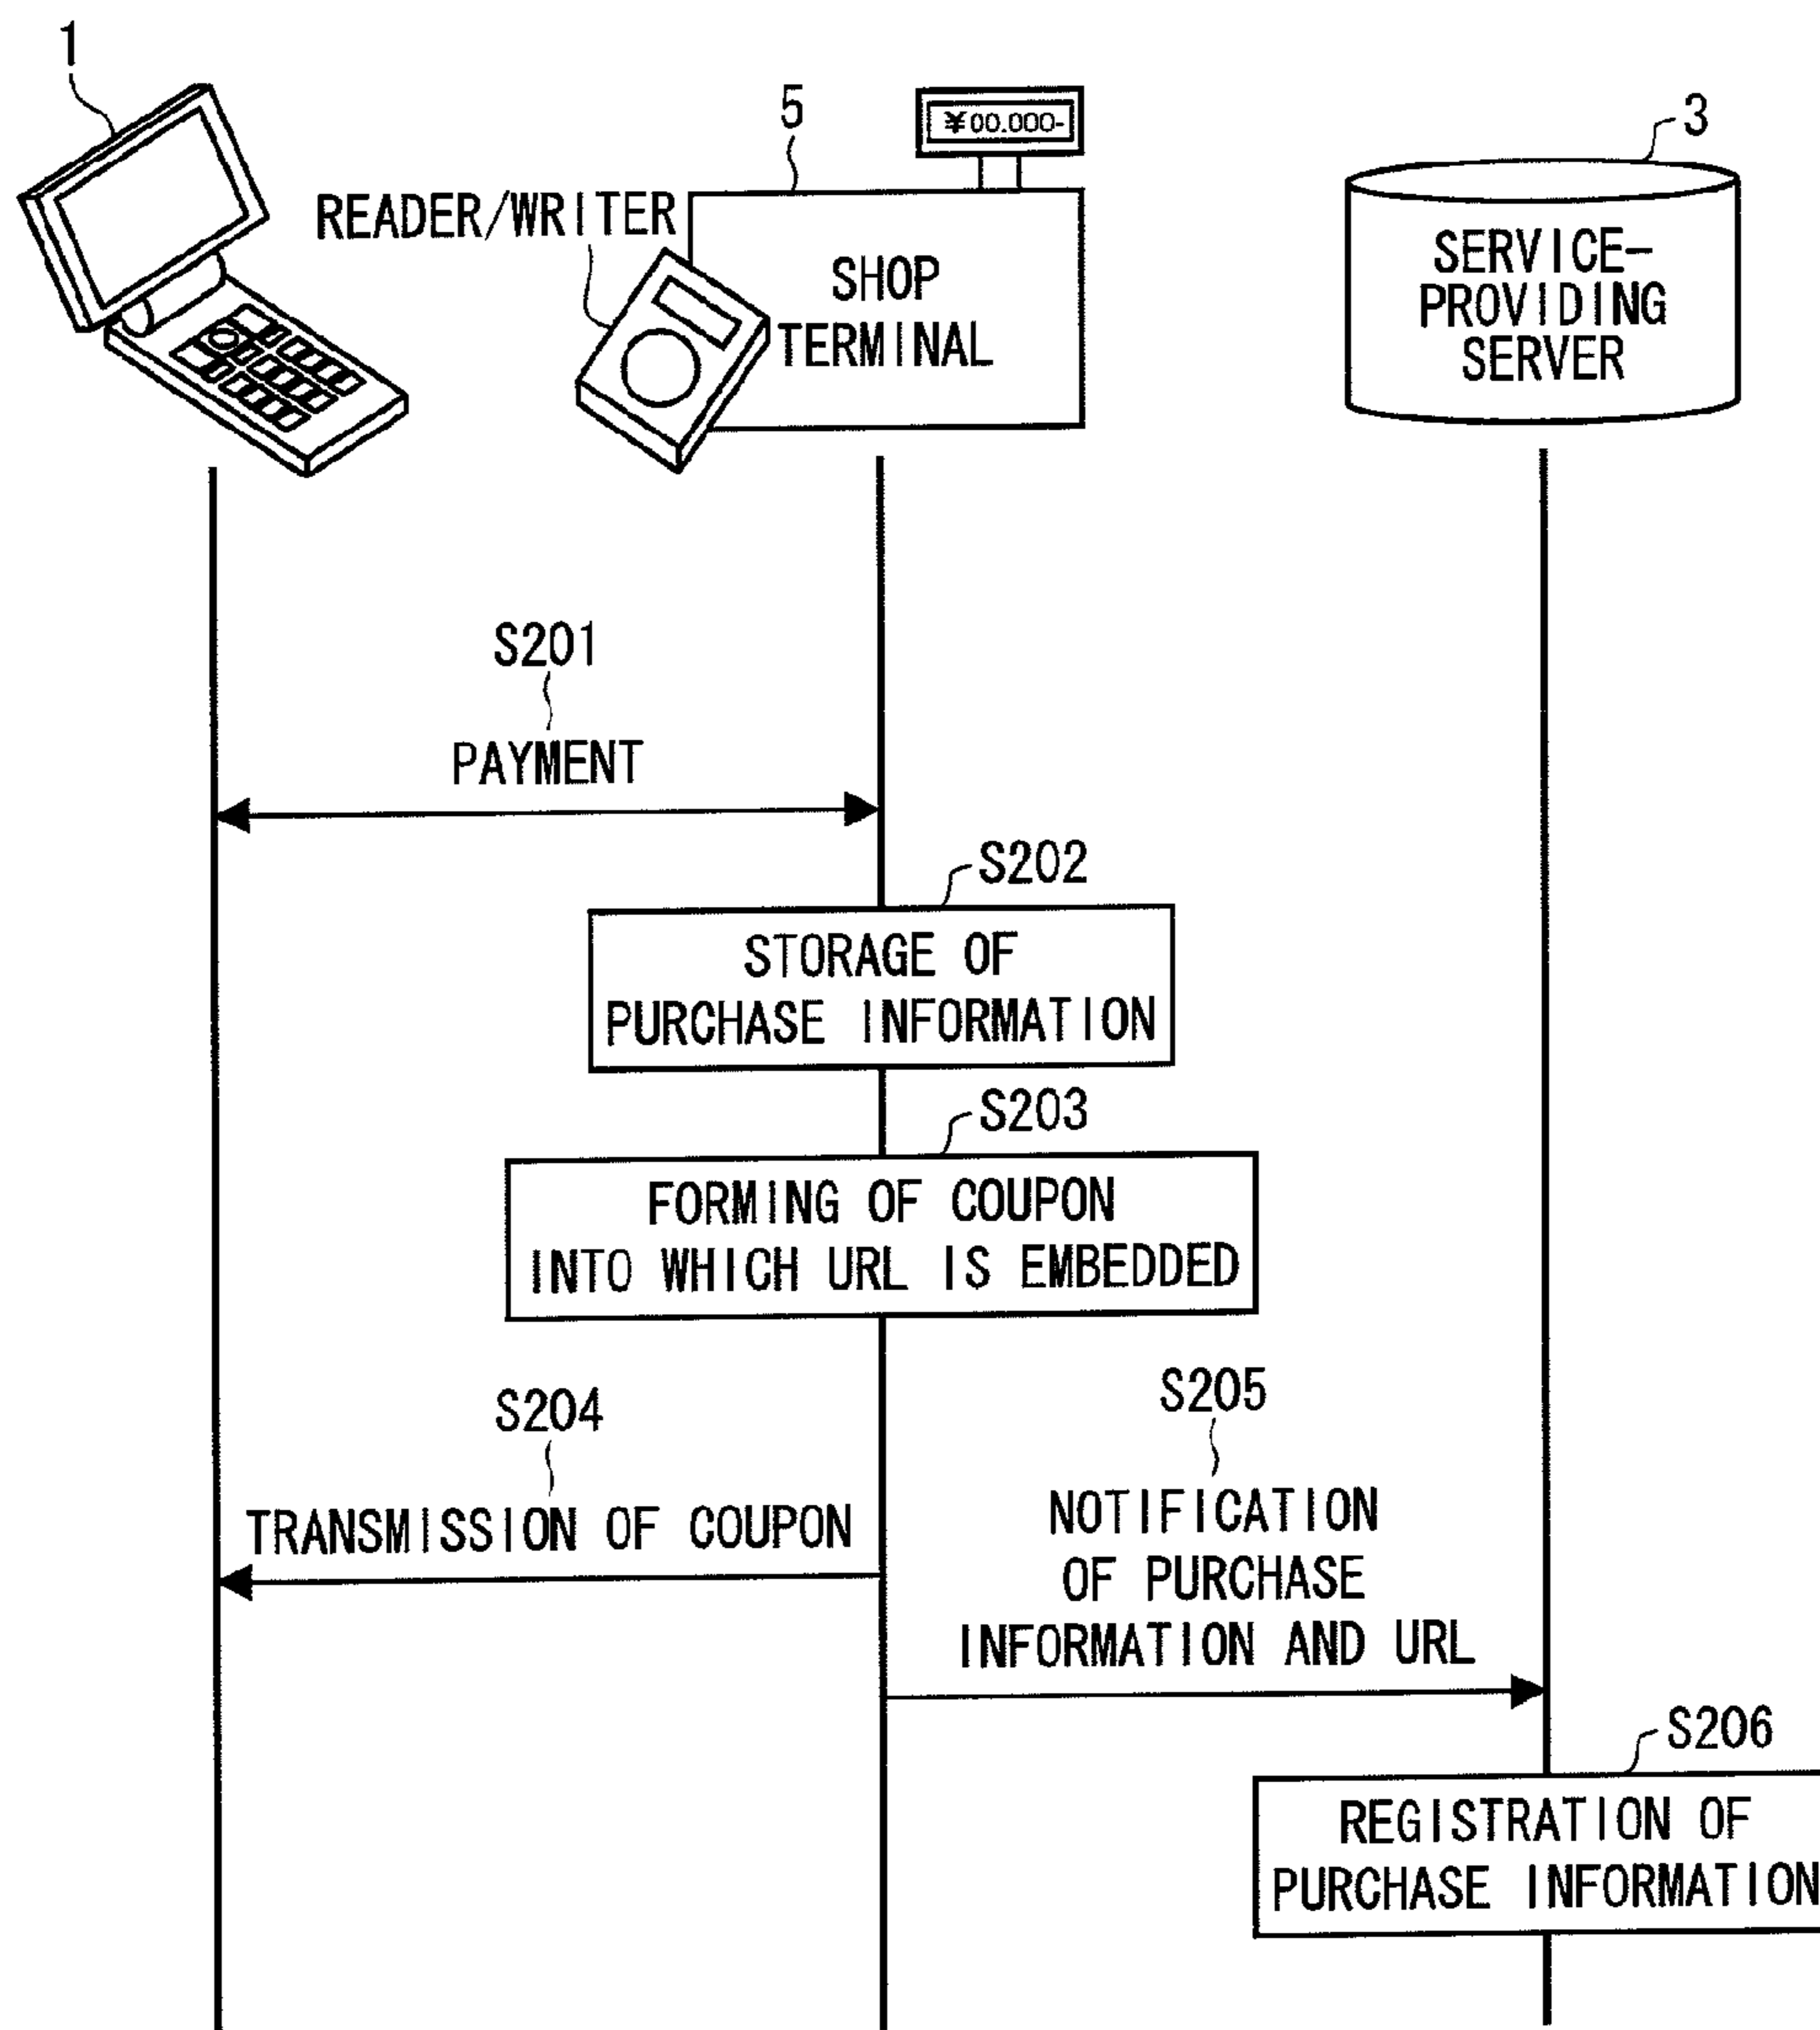 1
5
¥00.000-
3
READER/WRITER
SHOP
TERMINAL
SERVICE-
PROVIDING
SERVER
S201
PAYMENT
S202
STORAGE OF
PURCHASE INFORMATION
S203
FORMING OF COUPON
INTO WHICH URL IS EMBEDDED
S204
TRANSMISSION OF COUPON
S205
NOTIFICATION
OF PURCHASE
INFORMATION AND URL
S206
REGISTRATION OF
PURCHASE INFORMATION